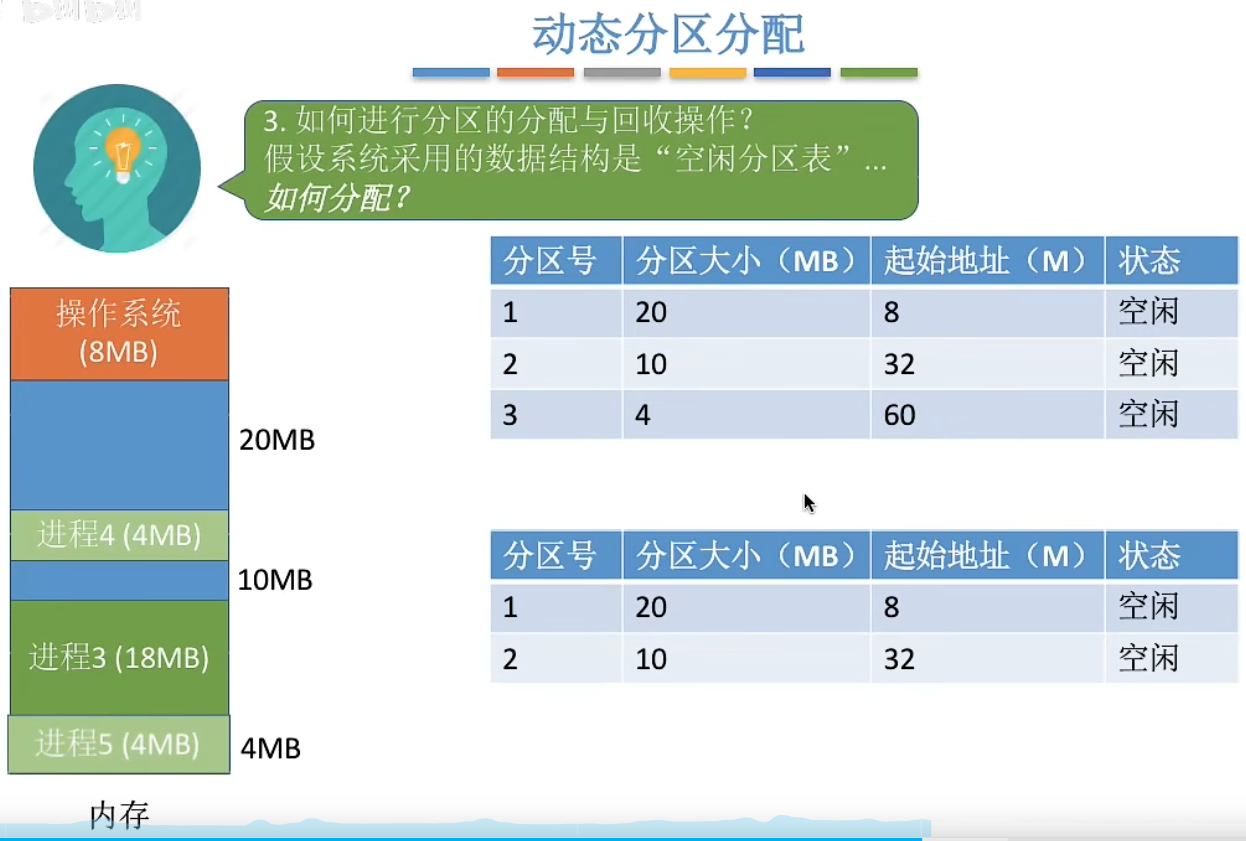 动态分区分配
3. 如何进行分区的分配与回收操作？
假设系统采用的数据结构是“空闲分区表”...
如何分配？
操作系统
(8MB)
20MB
进程4 (4MB)
10MB
进程3 (18MB)
进程5 (4MB)
4MB
内存
分区号 分区大小（MB） 起始地址（M） 状态
1 20 8 空闲
2 10 32 空闲
3 4 60 空闲
分区号 分区大小（MB） 起始地址（M） 状态
1 20 8 空闲
2 10 32 空闲